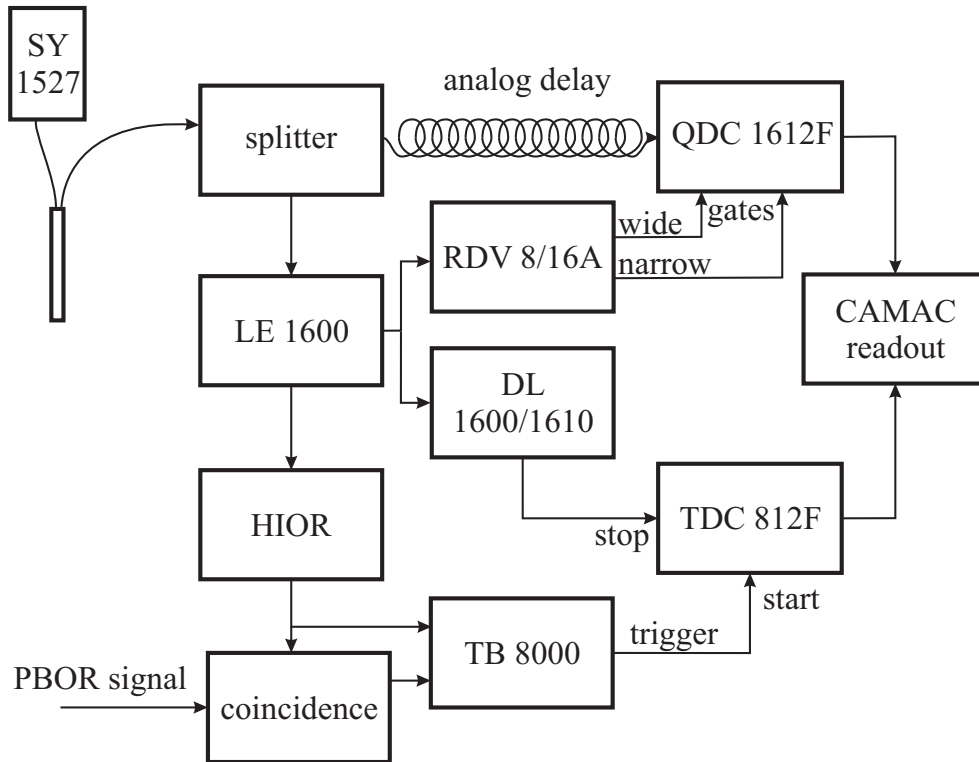 SY
1527
analog delay
splitter
QDC 1612F
wide
gates
RDV 8/16A
narrow
LE 1600
CAMAC
readout
DL
1600/1610
HIOR
stop
TDC 812F
start
trigger
TB 8000
PBOR signal
coincidence